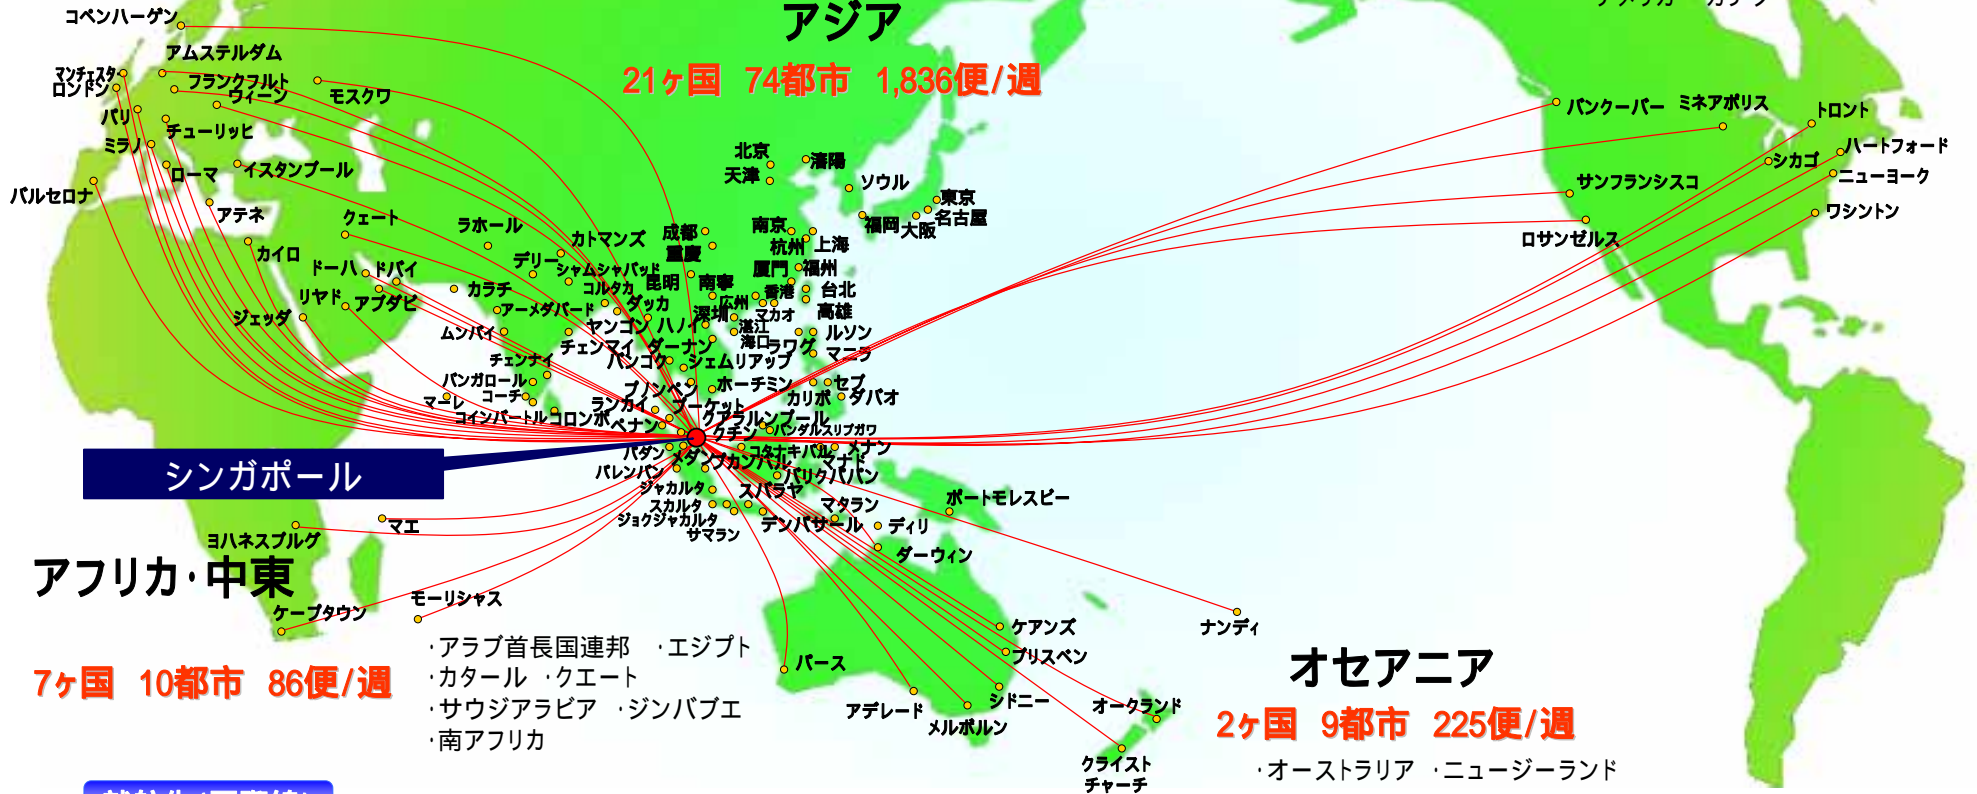 コペンハーゲン
アジア
アムステルダム
マンチェスター
フランクフルト
ロンドン
ウィーン
モスクワ
21ヶ国 74都市 1,836便/週
バンクーバー ミネアポリス
トロント
パリ
チューリッヒ
ミラノ
ローマ
イスタンブール
バルセロナ
アテネ
北京
瀋陽
天津
ソウル
東京
名古屋
福岡
大阪
シカゴ
ハートフォード
ニューヨーク
サンフランシスコ
ワシントン
ロサンゼルス
クェート
ラホール
カトマンズ
成都
重慶
南京
杭州
上海
カイロ
ドーハ
ドバイ
デリー
シャムシャバッド
昆明
南寧
厦門
福州
リヤド
アブダビ
カラチ
コルタカ
ダッカ
広州
香港
台北
ジェッダ
アーメダバード
深圳
マカオ
高雄
ムンバイ
ヤンゴン
ハノイ
湛江
海口
ルソン
チェンマイ
ダーナン
ラワグ
マニラ
チェンナイ
バンコク
シェムリアップ
バンガロール
プノンペン
ホーチミン
セブ
マーレ
コーチ
ランカイ
プーケット
カリボ
ダバオ
コインバートル
コロンボ
ペナン
クアラルンプール
クチン
バンダルスリブガワ
パダン
メダン
コタナキバル
メナン
マナド
パレンバン
プカンバル
バリクパパン
シンガポール
ジャカルタ
スラバヤ
スカルタ
マタラン
ポートモレスビー
ジョクジャカルタ
デンパサール
ディリ
サマラン
マエ
ヨハネスブルグ
ダーウィン
アフリカ・中東
ケープタウン
モーリシャス
ケアンズ
ナンディ
・アラブ首長国連邦 ・エジプト
パース
ブリスベン
オセアニア
7ヶ国 10都市 86便/週
・カタール ・クエート
・サウジアラビア ・ジンバブエ
・南アフリカ
アデレード
シドニー
メルボルン
オークランド
2ヶ国 9都市 225便/週
クライスト
チャーチ
・オーストラリア ・ニュージーランド